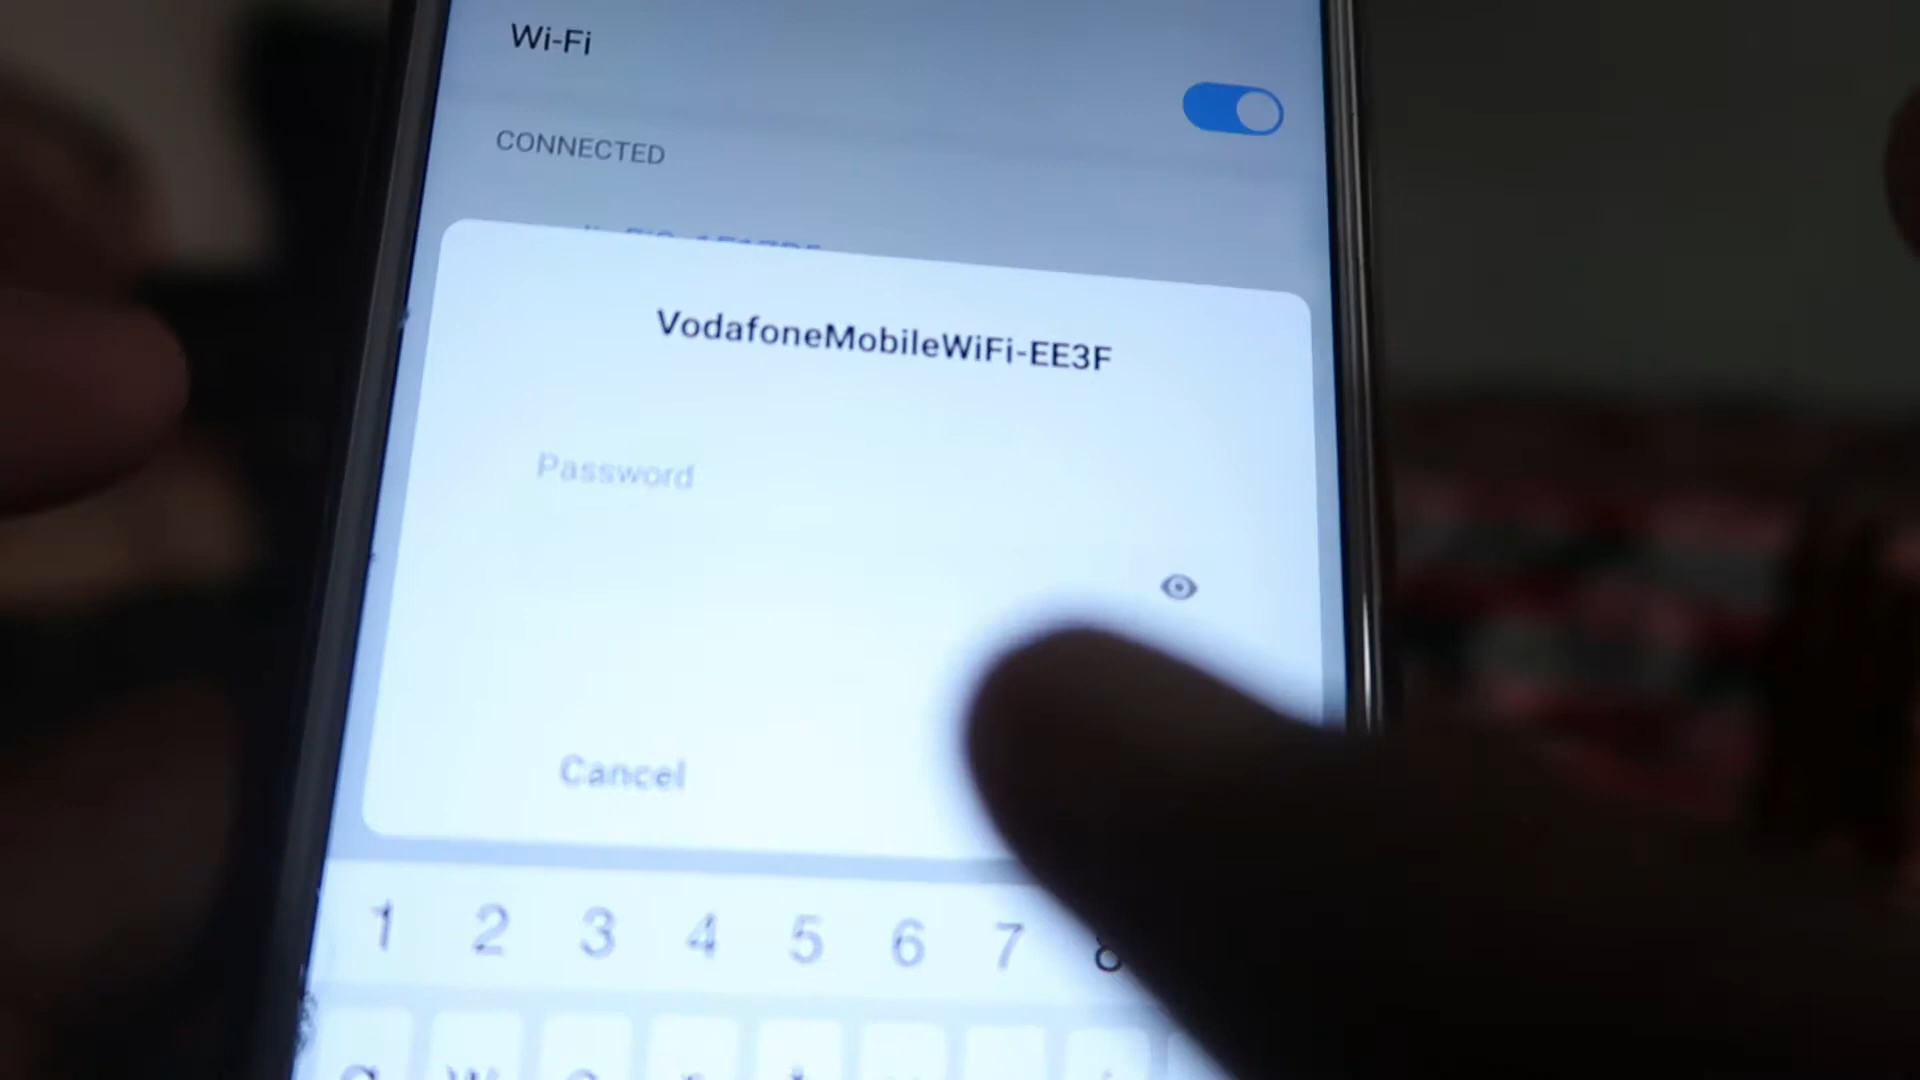 Wi-Fi
CONNECTED
VodafoneMobileWiFi-EE3F
Password
Cancel
1 2 3 4 5 6 7 8